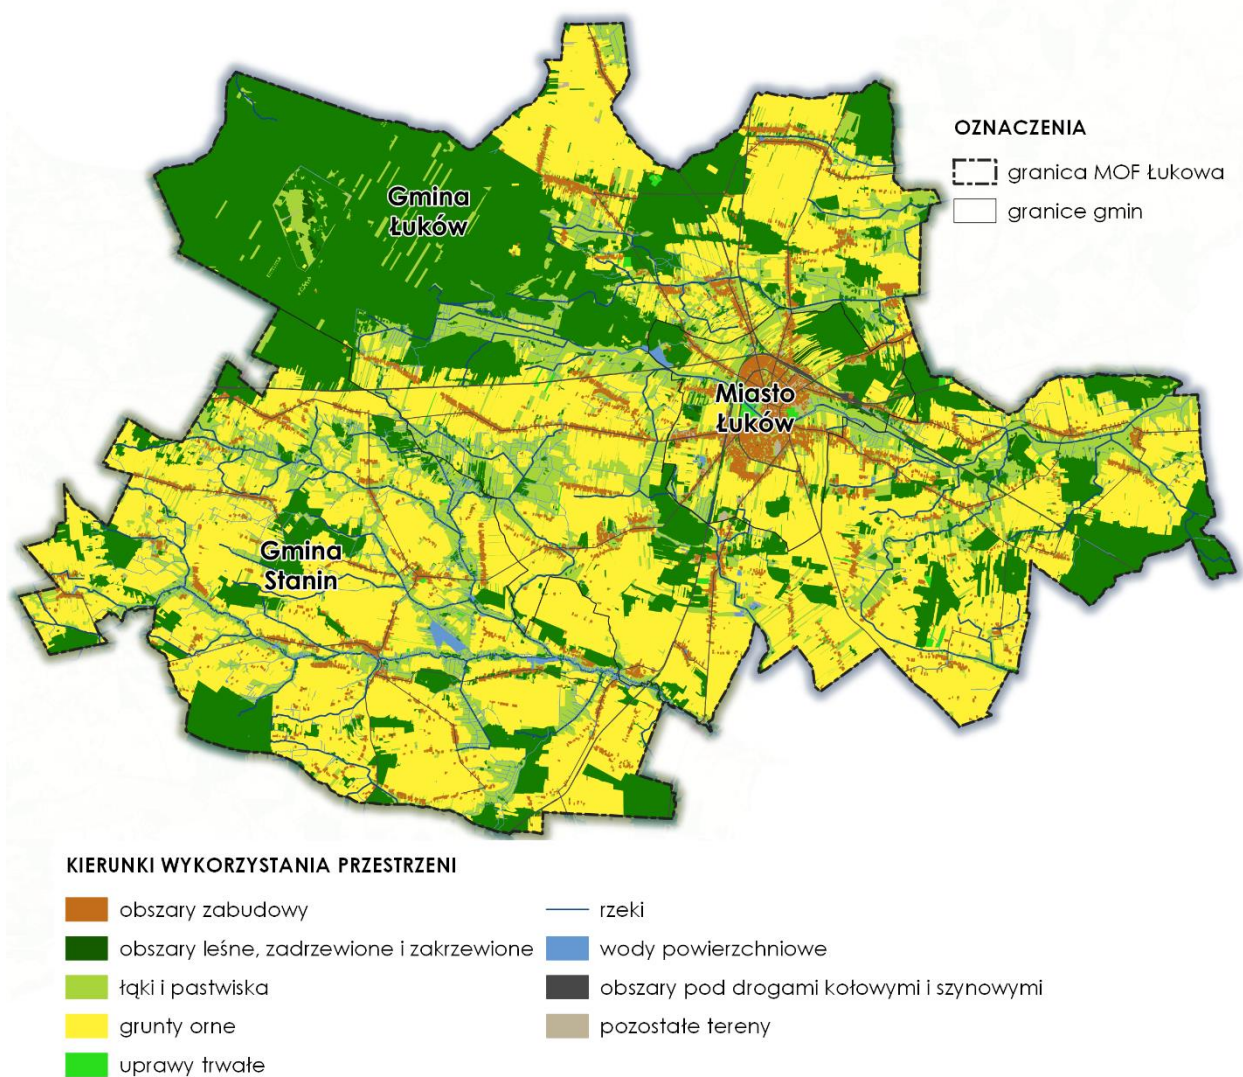 OZNACZENIA
granica MOF Łukowa
granice gmin
Gmina
Łuków
Miasto
Łuków
Gmina
Stanin
KIERUNKI WYKORZYSTANIA PRZESTRZENI
obszary zabudowy
obszary leśne, zadrzewione i zakrzewione
łąki i pastwiska
grunty orne
uprawy trwałe
rzeki
wody powierzchniowe
obszary pod drogami kołowymi i szynowymi
pozostałe tereny